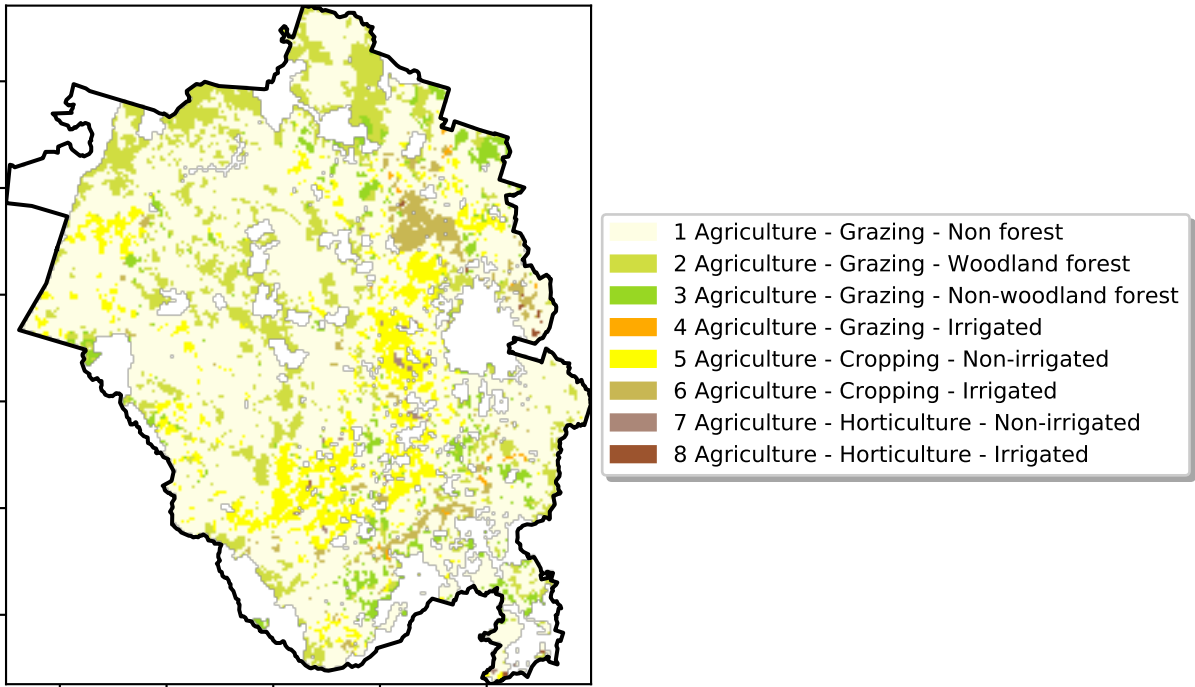 1 Agriculture - Grazing - Non forest
2 Agriculture - Grazing - Woodland forest
3 Agriculture - Grazing - Non-woodland forest
4 Agriculture - Grazing - Irrigated
5 Agriculture - Cropping - Non-irrigated
6 Agriculture - Cropping - Irrigated
7 Agriculture - Horticulture - Non-irrigated
8 Agriculture - Horticulture - Irrigated